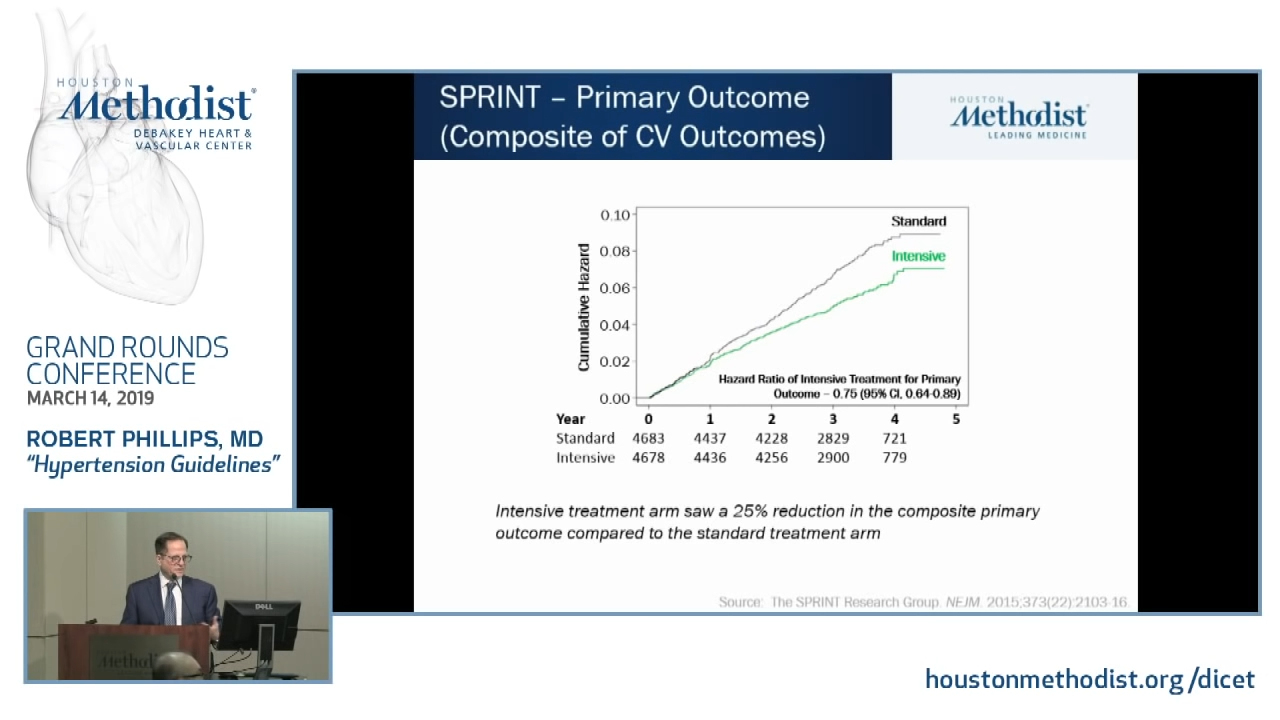 HOUSTON
Methodist®
DEBAKEY HEART &
VASCULAR CENTER
GRAND ROUNDS
CONFERENCE
MARCH 14, 2019
ROBERT PHILLIPS, MD
“Hypertension Guidelines”
SPRINT – Primary Outcome
(Composite of CV Outcomes)
HOUSTON
Methodist
LEADING MEDICINE
Cumulative Hazard
0.10
0.08
0.06
0.04
0.02
0.00
Standard
Intensive
Hazard Ratio of Intensive Treatment for Primary
Outcome – 0.75 (95% CI, 0.64-0.89)
Year 0 1 2 3 4 5
Standard 4683 4437 4228 2829 721
Intensive 4678 4436 4256 2900 779
Intensive treatment arm saw a 25% reduction in the composite primary
outcome compared to the standard treatment arm
Source: The SPRINT Research Group. NEJM. 2015;373(22):2103-16.
DELL
Methodist
houstonmethodist.org/dicet